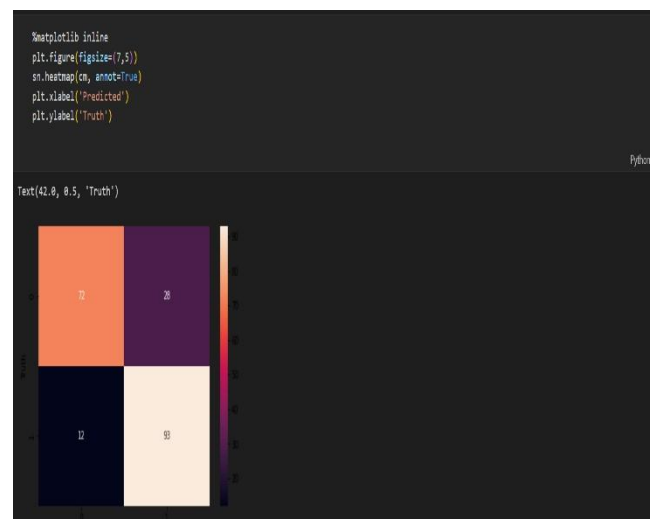 %matplotlib inline
plt.figure(figsize=(7,5))
sn.heatmap(cm, annot=True)
plt.xlabel('Predicted')
plt.ylabel('Truth')
Python
Text(42.0, 0.5, 'Truth')
72
28
12
93